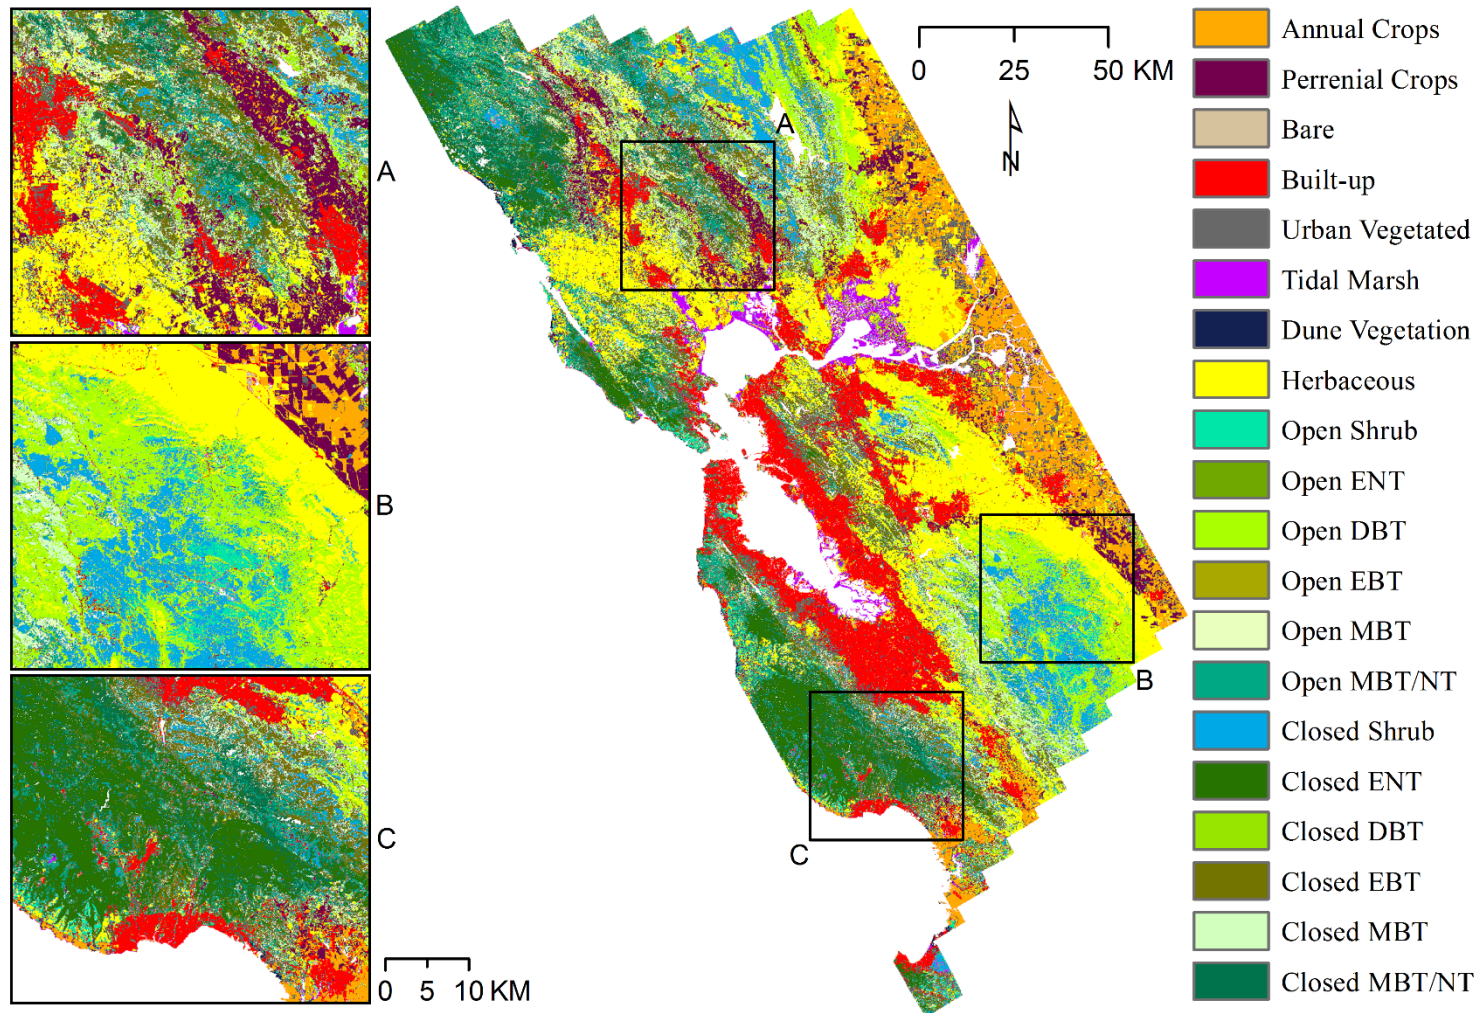 A
B
C
0 5 10 KM
0 25 50 KM
N
A
B
C
Annual Crops
Perrenial Crops
Bare
Built-up
Urban Vegetated
Tidal Marsh
Dune Vegetation
Herbaceous
Open Shrub
Open ENT
Open DBT
Open EBT
Open MBT
Open MBT/NT
Closed Shrub
Closed ENT
Closed DBT
Closed EBT
Closed MBT
Closed MBT/NT